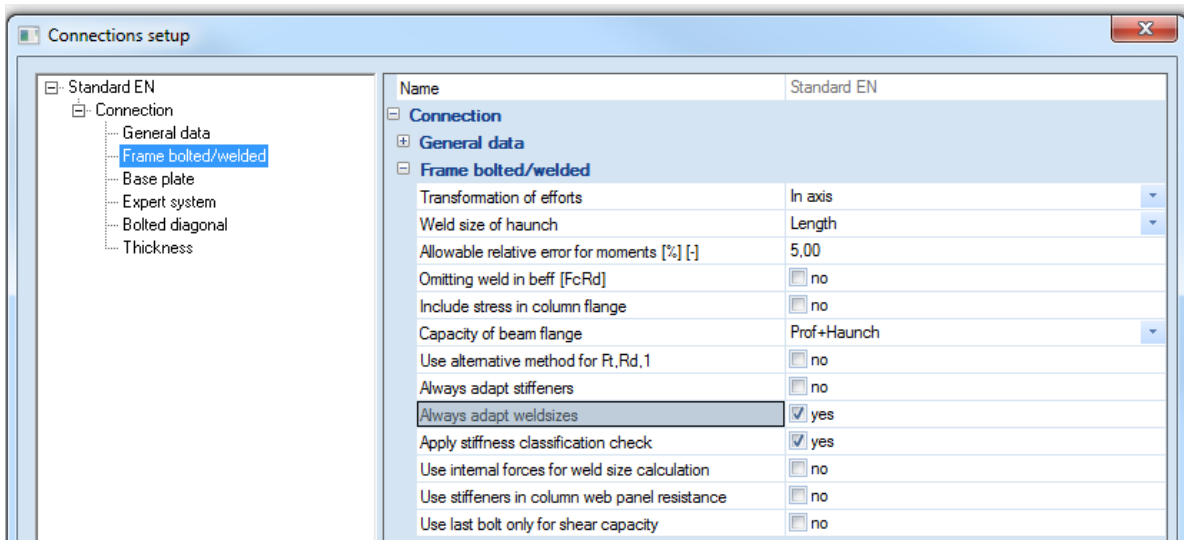 Connections setup
Standard EN
Connection
General data
Frame bolted/welded
Base plate
Expert system
Bolted diagonal
Thickness
Name Standard EN
Connection
General data
Frame bolted/welded
Transformation of efforts In axis
Weld size of haunch Length
Allowable relative error for moments [%] [-] 5,00
Omitting weld in beff [FcRd] no
Include stress in column flange no
Capacity of beam flange Prof+Haunch
Use alternative method for Ft,Rd,1 no
Always adapt stiffeners no
Always adapt weldsizes yes
Apply stiffness classification check yes
Use internal forces for weld size calculation no
Use stiffeners in column web panel resistance no
Use last bolt only for shear capacity no